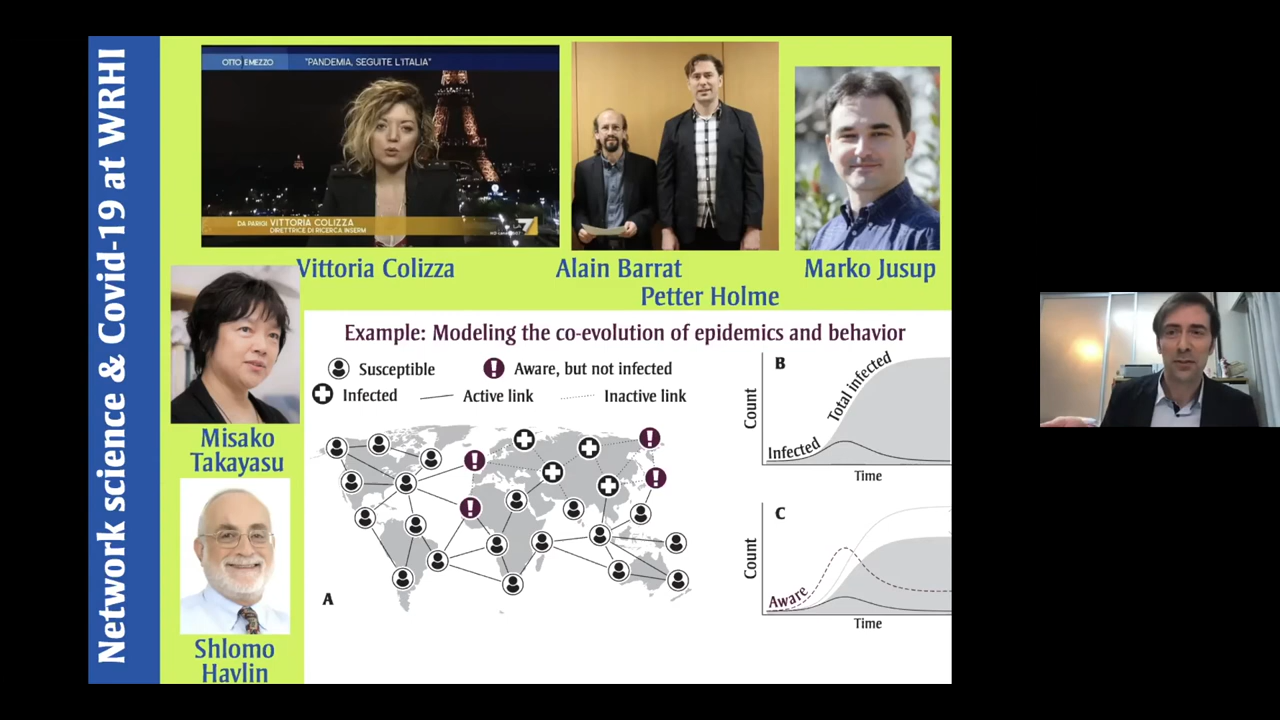 Network science & Covid-19 at WRHI
OTTO E MEZZO
"PANDEMIA, SEGUITE L'ITALIA"
DA PARIGI VITTORIA COLIZZA
DIRETTRICE DI RICERCA INSERM
7
Vittoria Colizza
Alain Barrat
Petter Holme
Marko Jusup
Misako
Takayasu
Shlomo
Havlin
Example: Modeling the co-evolution of epidemics and behavior
Susceptible
! Aware, but not infected
Infected
Active link
Inactive link
!
!
!
!
A
B
Count
Total infected
Infected
Time
C
Count
Aware
Time